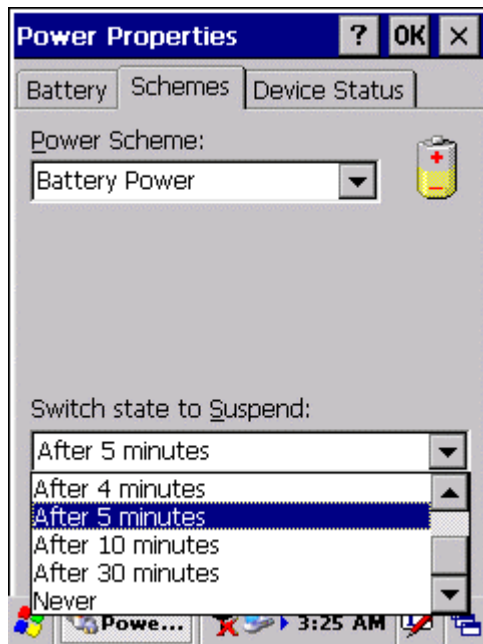 Power Properties ? OK ×
Battery Schemes Device Status
Power Scheme:
Battery Power
Switch state to Suspend:
After 5 minutes
After 4 minutes
After 5 minutes
After 10 minutes
After 30 minutes
Never
Powe... 3:25 AM